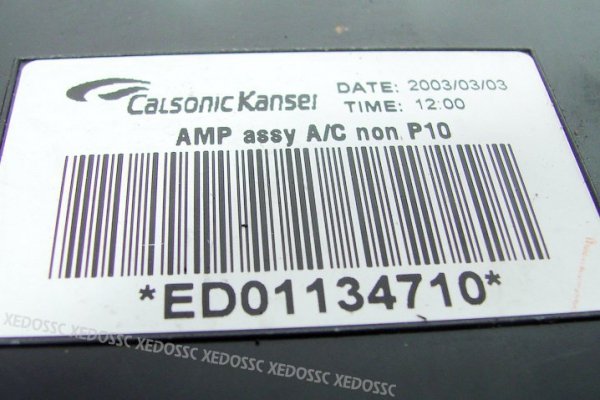 CalsonicKansei
DATE: 2003/03/03
TIME: 12:00
AMP assy A/C non P10
*ED01134710*
XEDOSSC XEDOSSC XEDOSSC XEDOSSC XEDOSSC XEDOSSC